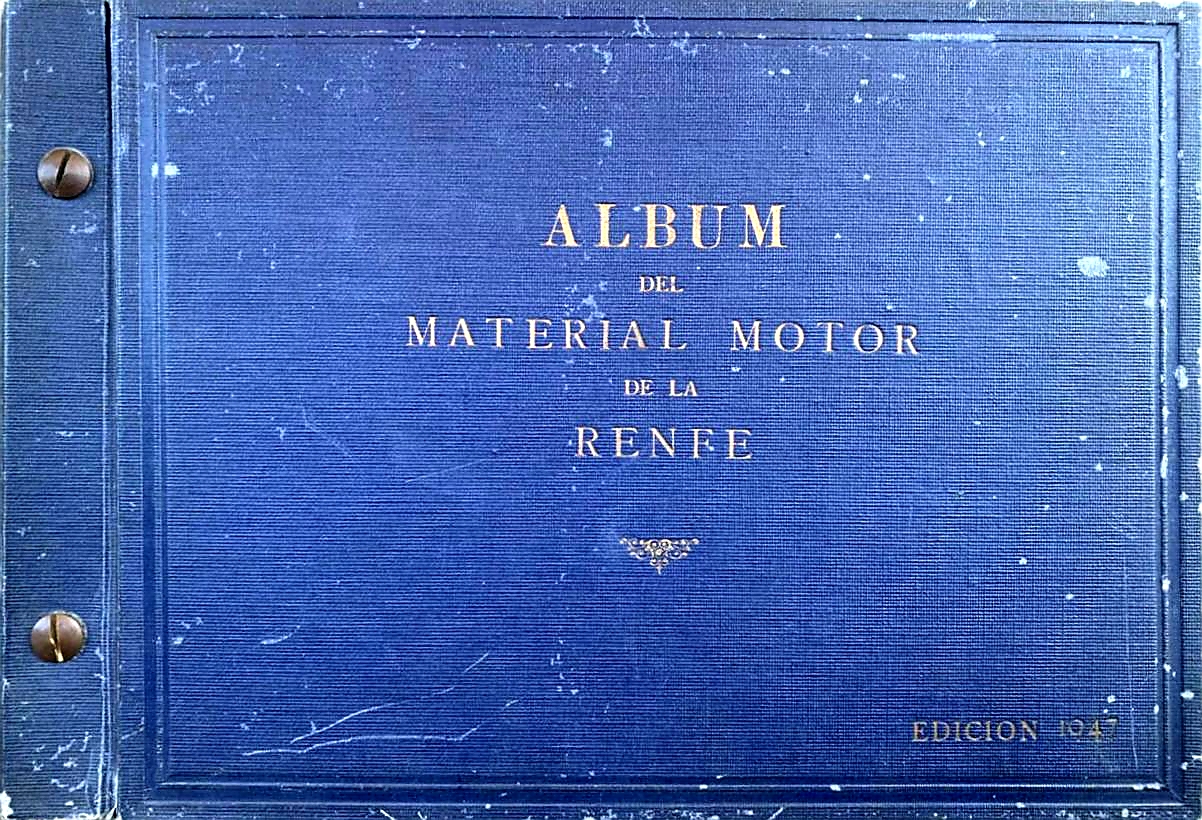 ALBUM
DEL
MATERIAL MOTOR
DE LA
RENFE
EDICION 1947